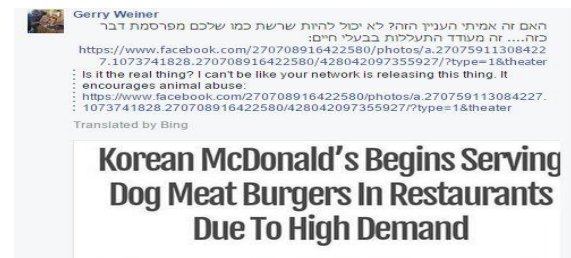 Gerry Weiner
האם זה אמיתי העניין הזה? לא יכול להיות שרשת כמו שלכם מפרסמת דבר
כזה.... זה מעודד התעללות בבעלי חיים:
https://www.facebook.com/270708916422580/photos/a.27075911308422
7.1073741828.270708916422580/428042097355927/?type=1&theater
Is it the real thing? I can't be like your network is releasing this thing. It
encourages animal abuse:
https://www.facebook.com/270708916422580/photos/a.270759113084227.
1073741828.270708916422580/428042097355927/?type=1&theater
Translated by Bing
Korean McDonald's Begins Serving
Dog Meat Burgers In Restaurants
Due To High Demand